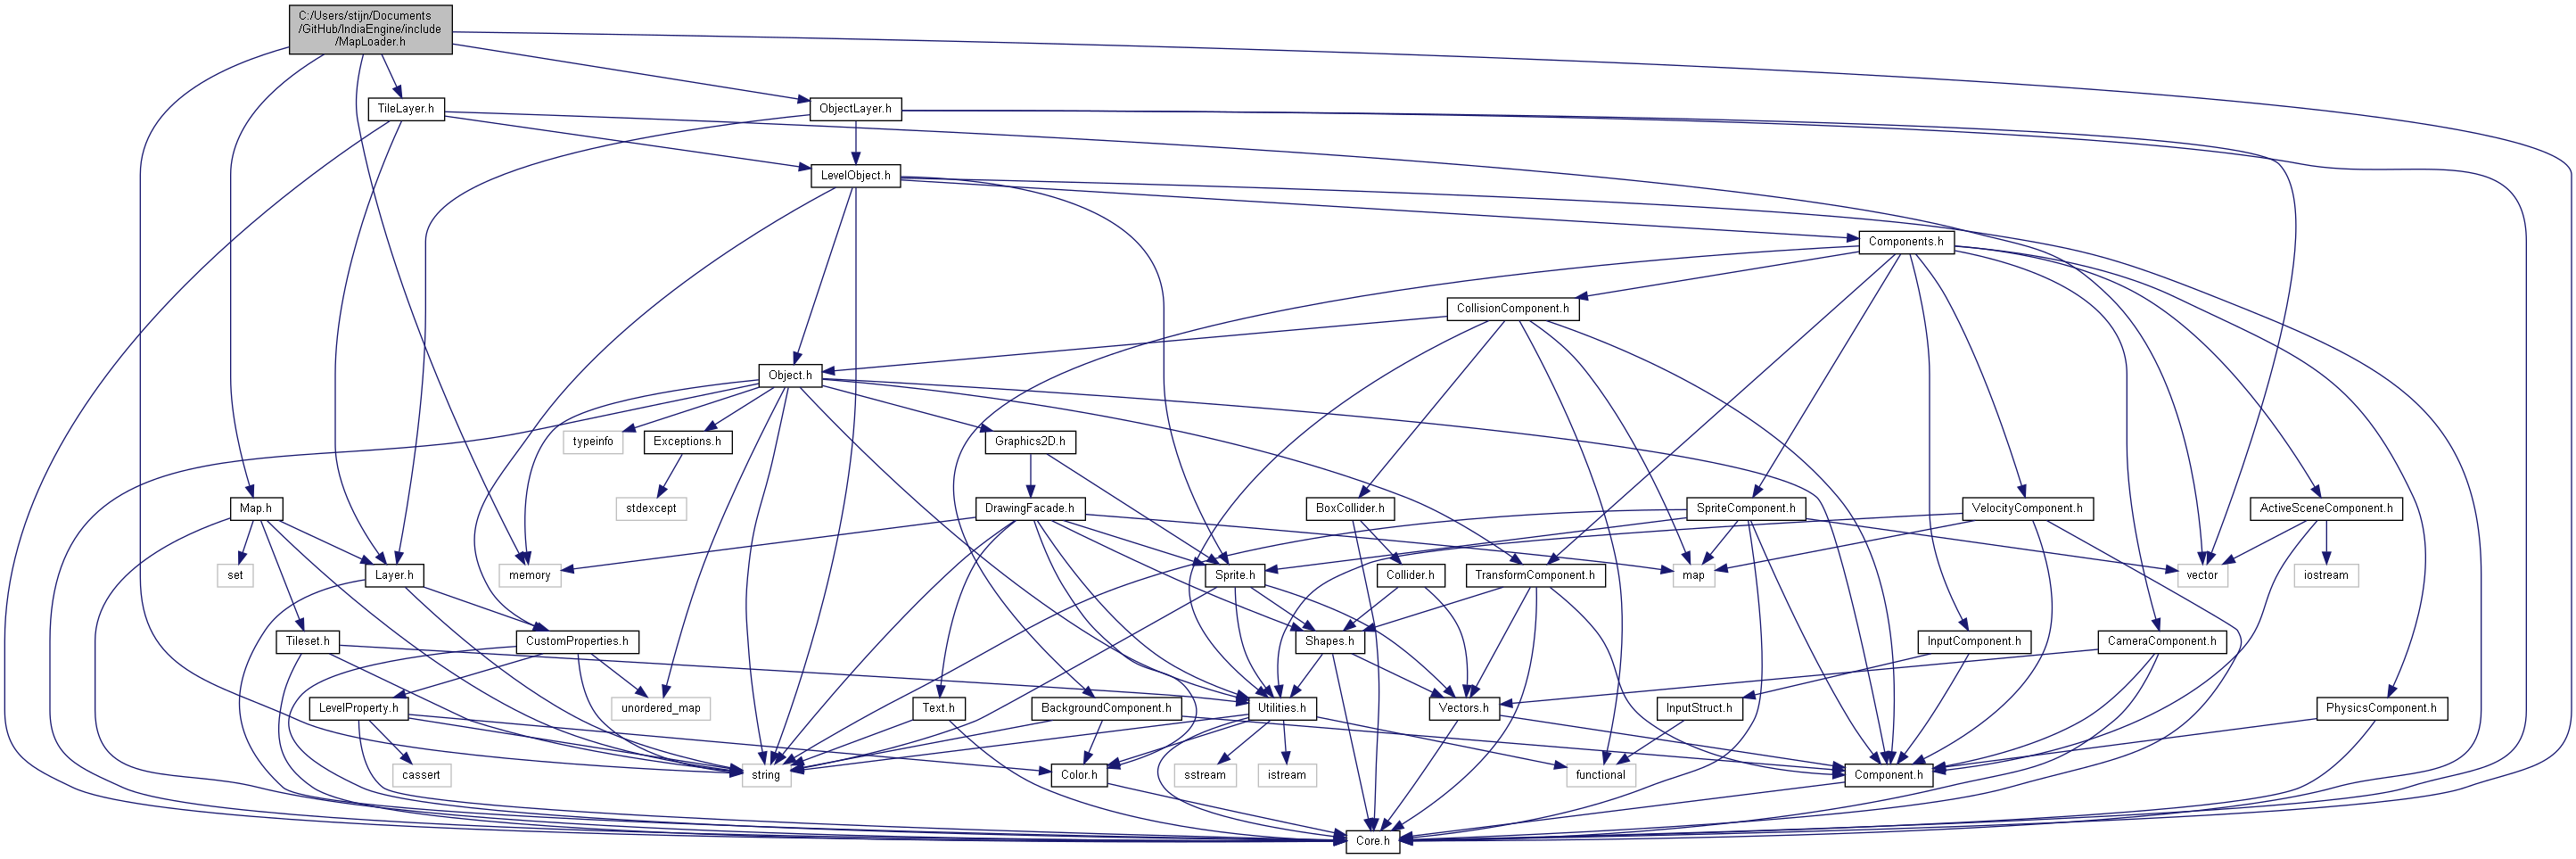 C:/Users/stijn/Documents
/GitHub/IndiaEngine/include
/MapLoader.h
TileLayer.h
ObjectLayer.h
LevelObject.h
Components.h
CollisionComponent.h
Object.h
typeinfo
Exceptions.h
Graphics2D.h
Map.h
stdexcept
DrawingFacade.h
BoxCollider.h
SpriteComponent.h
VelocityComponent.h
ActiveSceneComponent.h
set
Layer.h
memory
Sprite.h
Collider.h
TransformComponent.h
map
vector
iostream
Tileset.h
CustomProperties.h
Shapes.h
InputComponent.h
CameraComponent.h
LevelProperty.h
unordered_map
Text.h
BackgroundComponent.h
Utilities.h
Vectors.h
InputStruct.h
PhysicsComponent.h
cassert
string
Color.h
sstream
istream
functional
Component.h
Core.h